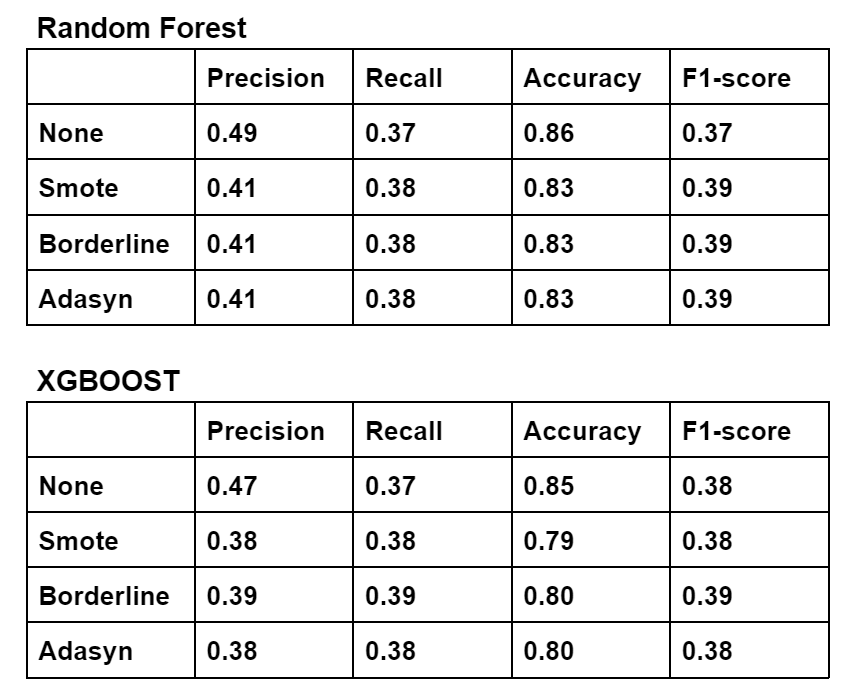 Random Forest
Precision Recall Accuracy F1-score
None 0.49 0.37 0.86 0.37
Smote 0.41 0.38 0.83 0.39
Borderline 0.41 0.38 0.83 0.39
Adasyn 0.41 0.38 0.83 0.39
XGBOOST
Precision Recall Accuracy F1-score
None 0.47 0.37 0.85 0.38
Smote 0.38 0.38 0.79 0.38
Borderline 0.39 0.39 0.80 0.39
Adasyn 0.38 0.38 0.80 0.38